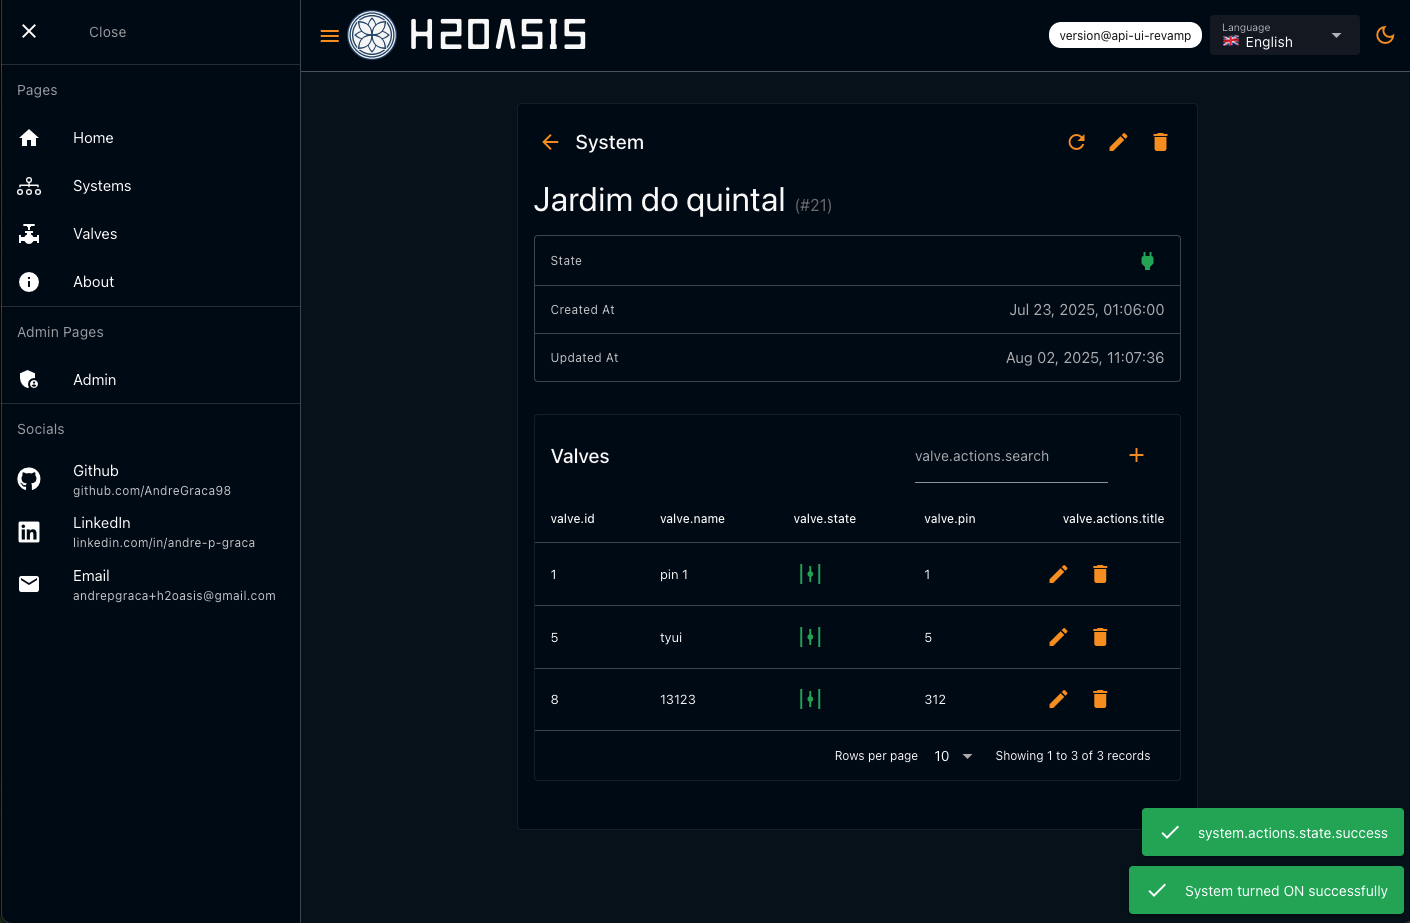 Close
Pages
Home
Systems
Valves
About
Admin Pages
Admin
Socials
Github
github.com/AndreGraca98
LinkedIn
linkedin.com/in/andre-p-graca
Email
andrepgraca+h2oasis@gmail.com
H2OASIS
version@api-ui-revamp
Language
English
System
Jardim do quintal (#21)
State
Created At Jul 23, 2025, 01:06:00
Updated At Aug 02, 2025, 11:07:36
Valves valve.actions.search
valve.id valve.name valve.state valve.pin valve.actions.title
1 pin 1 1
5 tyui 5
8 13123 312
Rows per page 10 Showing 1 to 3 of 3 records
system.actions.state.success
System turned ON successfully